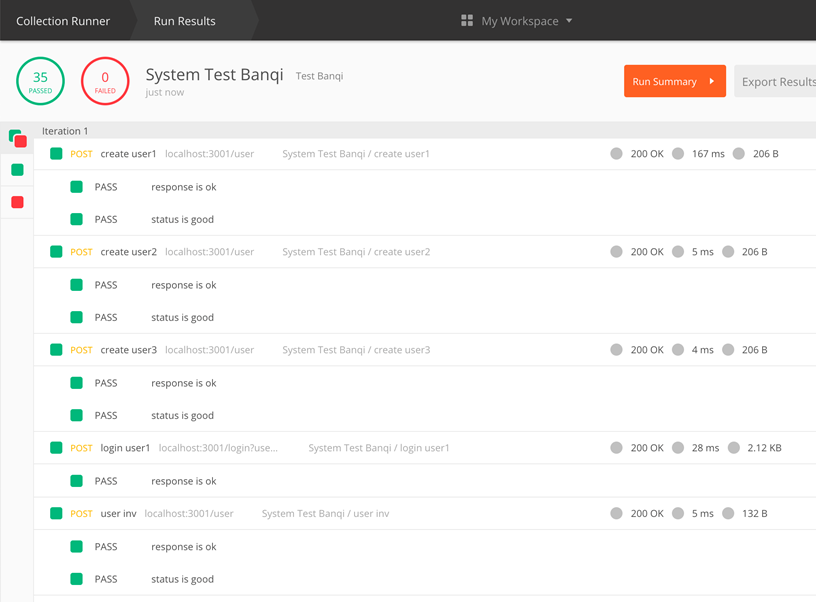 Collection Runner Run Results My Workspace
35 PASSED 0 FAILED System Test Banqi Test Banqi Run Summary Export Results
just now
Iteration 1
POST create user1 localhost:3001/user System Test Banqi / create user1 200 OK 167 ms 206 B
PASS response is ok
PASS status is good
POST create user2 localhost:3001/user System Test Banqi / create user2 200 OK 5 ms 206 B
PASS response is ok
PASS status is good
POST create user3 localhost:3001/user System Test Banqi / create user3 200 OK 4 ms 206 B
PASS response is ok
PASS status is good
POST login user1 localhost:3001/login?use... System Test Banqi / login user1 200 OK 28 ms 2.12 KB
PASS response is ok
POST user inv localhost:3001/user System Test Banqi / user inv 200 OK 5 ms 132 B
PASS response is ok
PASS status is good